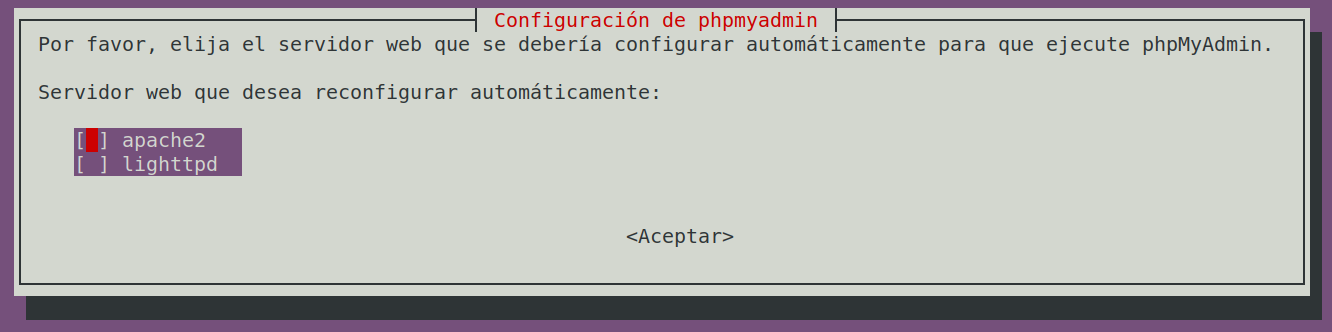 Configuración de phpmyadmin
Por favor, elija el servidor web que se debería configurar automáticamente para que ejecute phpMyAdmin.
Servidor web que desea reconfigurar automáticamente:
[ ] apache2
[ ] lighttpd
<Aceptar>